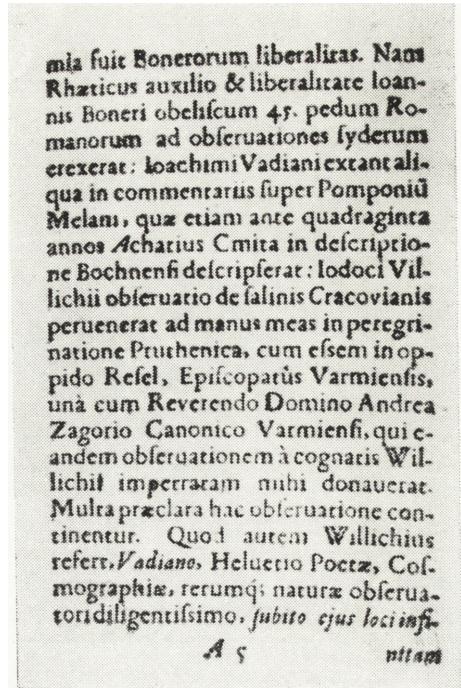 mia fuit Bonerorum liberalitas. Nam
Rhæticus auxilio & liberalitate Ioan-
nis Boneri obeliſcum 45. pedum Ro-
manorum ad obſeruationes ſyderum
erexerat: Ioachimi Vadiani extant ali-
qua in commentariis ſuper Pomponiũ
Melam, quæ etiam ante quadraginta
annos Acharius Cmita in deſcriptio-
ne Bochnenſi deſcripſerat: Iodoci Vil-
lichii obſeruatio de ſalinis Cracovianis
peruenerat ad manus meas in peregri-
natione Pruthenica, cum eſſem in op-
pido Reſel, Epiſcopatûs Varmienſis,
unà cum Reverendo Domino Andrea
Zagorio Canonico Varmienſi, qui e-
andem obſeruationem à cognatis Wil-
lichii impetratam mihi donauerat.
Multa præclara hac obſeruatione con-
tinentur. Quod autem Willichius
refert, Vadiano, Heluetio Poetæ, Coſ-
mographiæ, rerumq; naturæ obſerua-
tori diligentiſſimo, ſubito ejus loci infi-
A 5 nitam